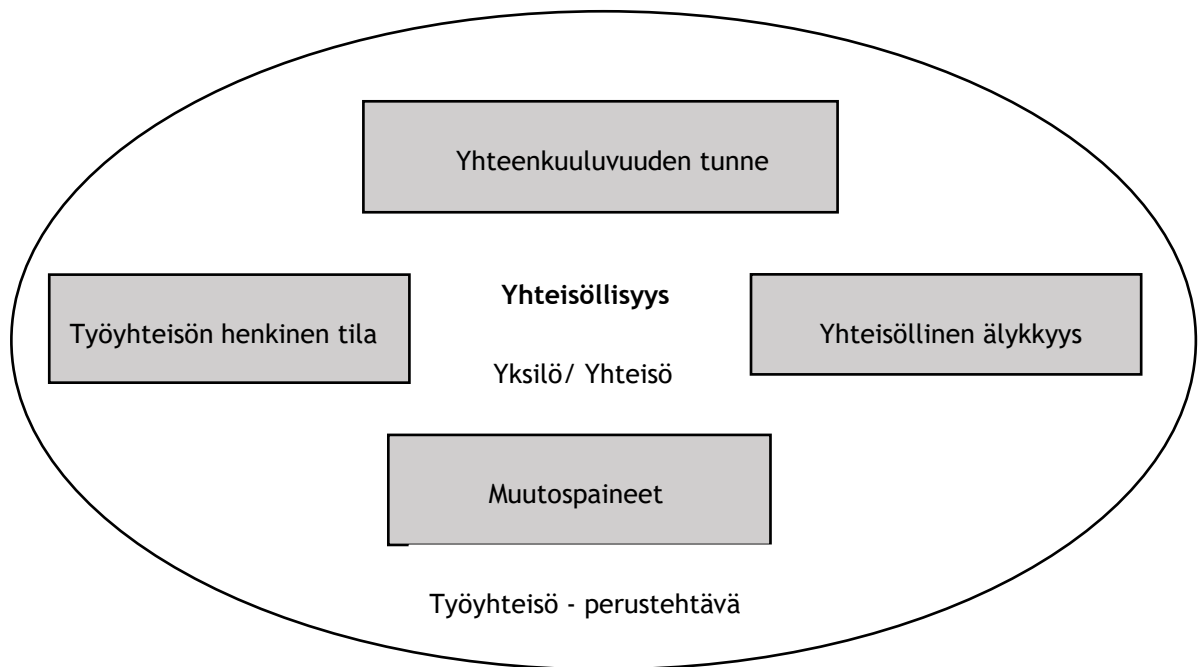 Yhteenkuuluvuuden tunne
Yhteisöllisyys
Työyhteisön henkinen tila
Yhteisöllinen älykkyys
Yksilö/ Yhteisö
Muutospaineet
Työyhteisö - perustehtävä